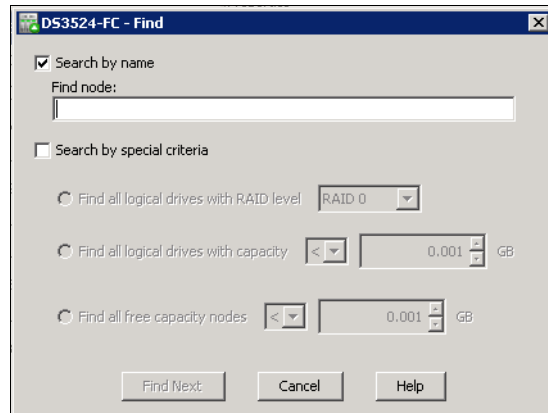 DS3524-FC - Find
Search by name
Find node:
Search by special criteria
Find all logical drives with RAID level RAID 0
Find all logical drives with capacity < 0.001 GB
Find all free capacity nodes < 0.001 GB
Find Next Cancel Help